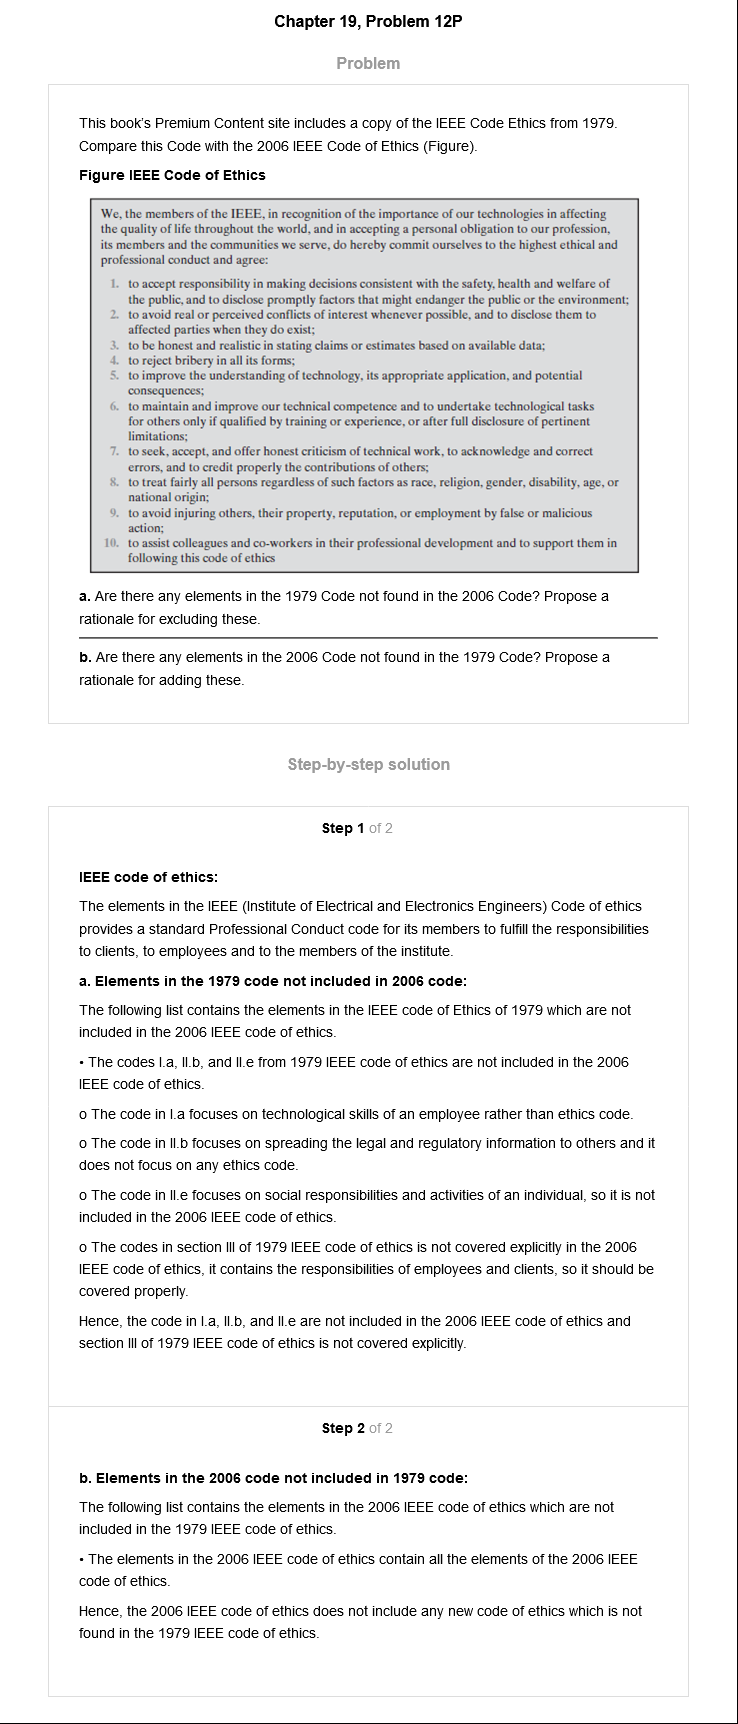 Chapter 19, Problem 12P
Problem
This book's Premium Content site includes a copy of the IEEE Code Ethics from 1979.
Compare this Code with the 2006 IEEE Code of Ethics (Figure).
Figure IEEE Code of Ethics
We, the members of the IEEE, in recognition of the importance of our technologies in affecting
the quality of life throughout the world, and in accepting a personal obligation to our profession,
its members and the communities we serve, do hereby commit ourselves to the highest ethical and
professional conduct and agree:
1. to accept responsibility in making decisions consistent with the safety, health and welfare of
the public, and to disclose promptly factors that might endanger the public or the environment;
2. to avoid real or perceived conflicts of interest whenever possible, and to disclose them to
affected parties when they do exist;
3. to be honest and realistic in stating claims or estimates based on available data;
4. to reject bribery in all its forms;
5. to improve the understanding of technology, its appropriate application, and potential
consequences;
6. to maintain and improve our technical competence and to undertake technological tasks
for others only if qualified by training or experience, or after full disclosure of pertinent
limitations;
7. to seek, accept, and offer honest criticism of technical work, to acknowledge and correct
errors, and to credit properly the contributions of others;
8. to treat fairly all persons regardless of such factors as race, religion, gender, disability, age, or
national origin;
9. to avoid injuring others, their property, reputation, or employment by false or malicious
action;
10. to assist colleagues and co-workers in their professional development and to support them in
following this code of ethics
a. Are there any elements in the 1979 Code not found in the 2006 Code? Propose a
rationale for excluding these.
b. Are there any elements in the 2006 Code not found in the 1979 Code? Propose a
rationale for adding these.
Step-by-step solution
Step 1 of 2
IEEE code of ethics:
The elements in the IEEE (Institute of Electrical and Electronics Engineers) Code of ethics
provides a standard Professional Conduct code for its members to fulfill the responsibilities
to clients, to employees and to the members of the institute.
a. Elements in the 1979 code not included in 2006 code:
The following list contains the elements in the IEEE code of Ethics of 1979 which are not
included in the 2006 IEEE code of ethics.
• The codes I.a, II.b, and II.e from 1979 IEEE code of ethics are not included in the 2006
IEEE code of ethics.
o The code in I.a focuses on technological skills of an employee rather than ethics code.
o The code in II.b focuses on spreading the legal and regulatory information to others and it
does not focus on any ethics code.
o The code in II.e focuses on social responsibilities and activities of an individual, so it is not
included in the 2006 IEEE code of ethics.
o The codes in section III of 1979 IEEE code of ethics is not covered explicitly in the 2006
IEEE code of ethics, it contains the responsibilities of employees and clients, so it should be
covered properly.
Hence, the code in I.a, II.b, and II.e are not included in the 2006 IEEE code of ethics and
section III of 1979 IEEE code of ethics is not covered explicitly.
Step 2 of 2
b. Elements in the 2006 code not included in 1979 code:
The following list contains the elements in the 2006 IEEE code of ethics which are not
included in the 1979 IEEE code of ethics.
• The elements in the 2006 IEEE code of ethics contain all the elements of the 2006 IEEE
code of ethics.
Hence, the 2006 IEEE code of ethics does not include any new code of ethics which is not
found in the 1979 IEEE code of ethics.